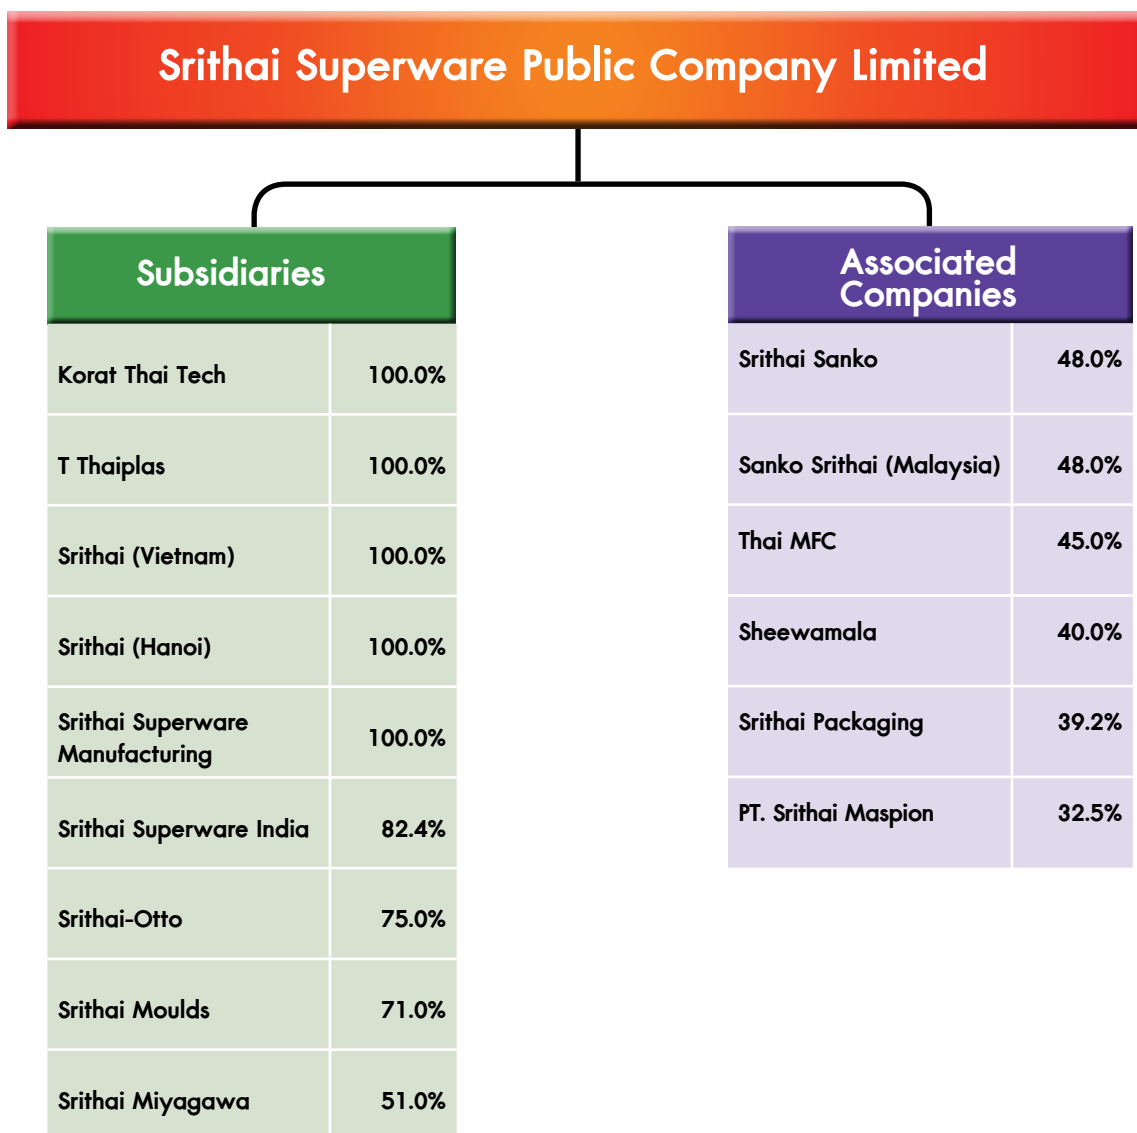 Srithai Superware Public Company Limited
Subsidiaries
Korat Thai Tech 100.0%
T Thaiplas 100.0%
Srithai (Vietnam) 100.0%
Srithai (Hanoi) 100.0%
Srithai Superware
Manufacturing 100.0%
Srithai Superware India 82.4%
Srithai-Otto 75.0%
Srithai Moulds 71.0%
Srithai Miyagawa 51.0%
Associated
Companies
Srithai Sanko 48.0%
Sanko Srithai (Malaysia) 48.0%
Thai MFC 45.0%
Sheewamala 40.0%
Srithai Packaging 39.2%
PT. Srithai Maspion 32.5%